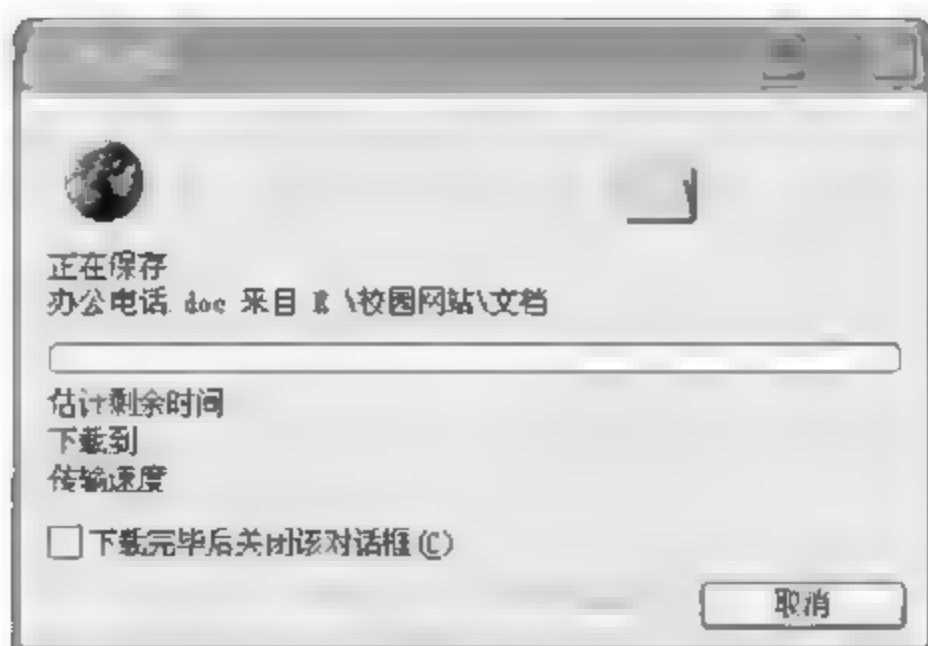 正在保存
办公电话.doc 来自 E:\校园网站\文档
估计剩余时间
下载到
传输速度
下载完毕后关闭该对话框(C)
取消